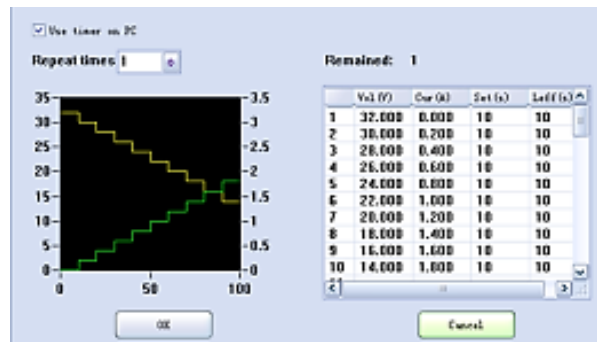 Use timer on PC
Repeat times 1
Remained: 1
35 3.5
30 3
25 2.5
20 2
15 1.5
10 1
5 0.5
0 0
0 50 100
Vol (V) Cur (A) Set (s) Left (s)
1 32.000 0.000 10 10
2 30.000 0.200 10 10
3 28.000 0.400 10 10
4 26.000 0.600 10 10
5 24.000 0.800 10 10
6 22.000 1.000 10 10
7 20.000 1.200 10 10
8 18.000 1.400 10 10
9 16.000 1.600 10 10
10 14.000 1.800 10 10
OK
Cancel